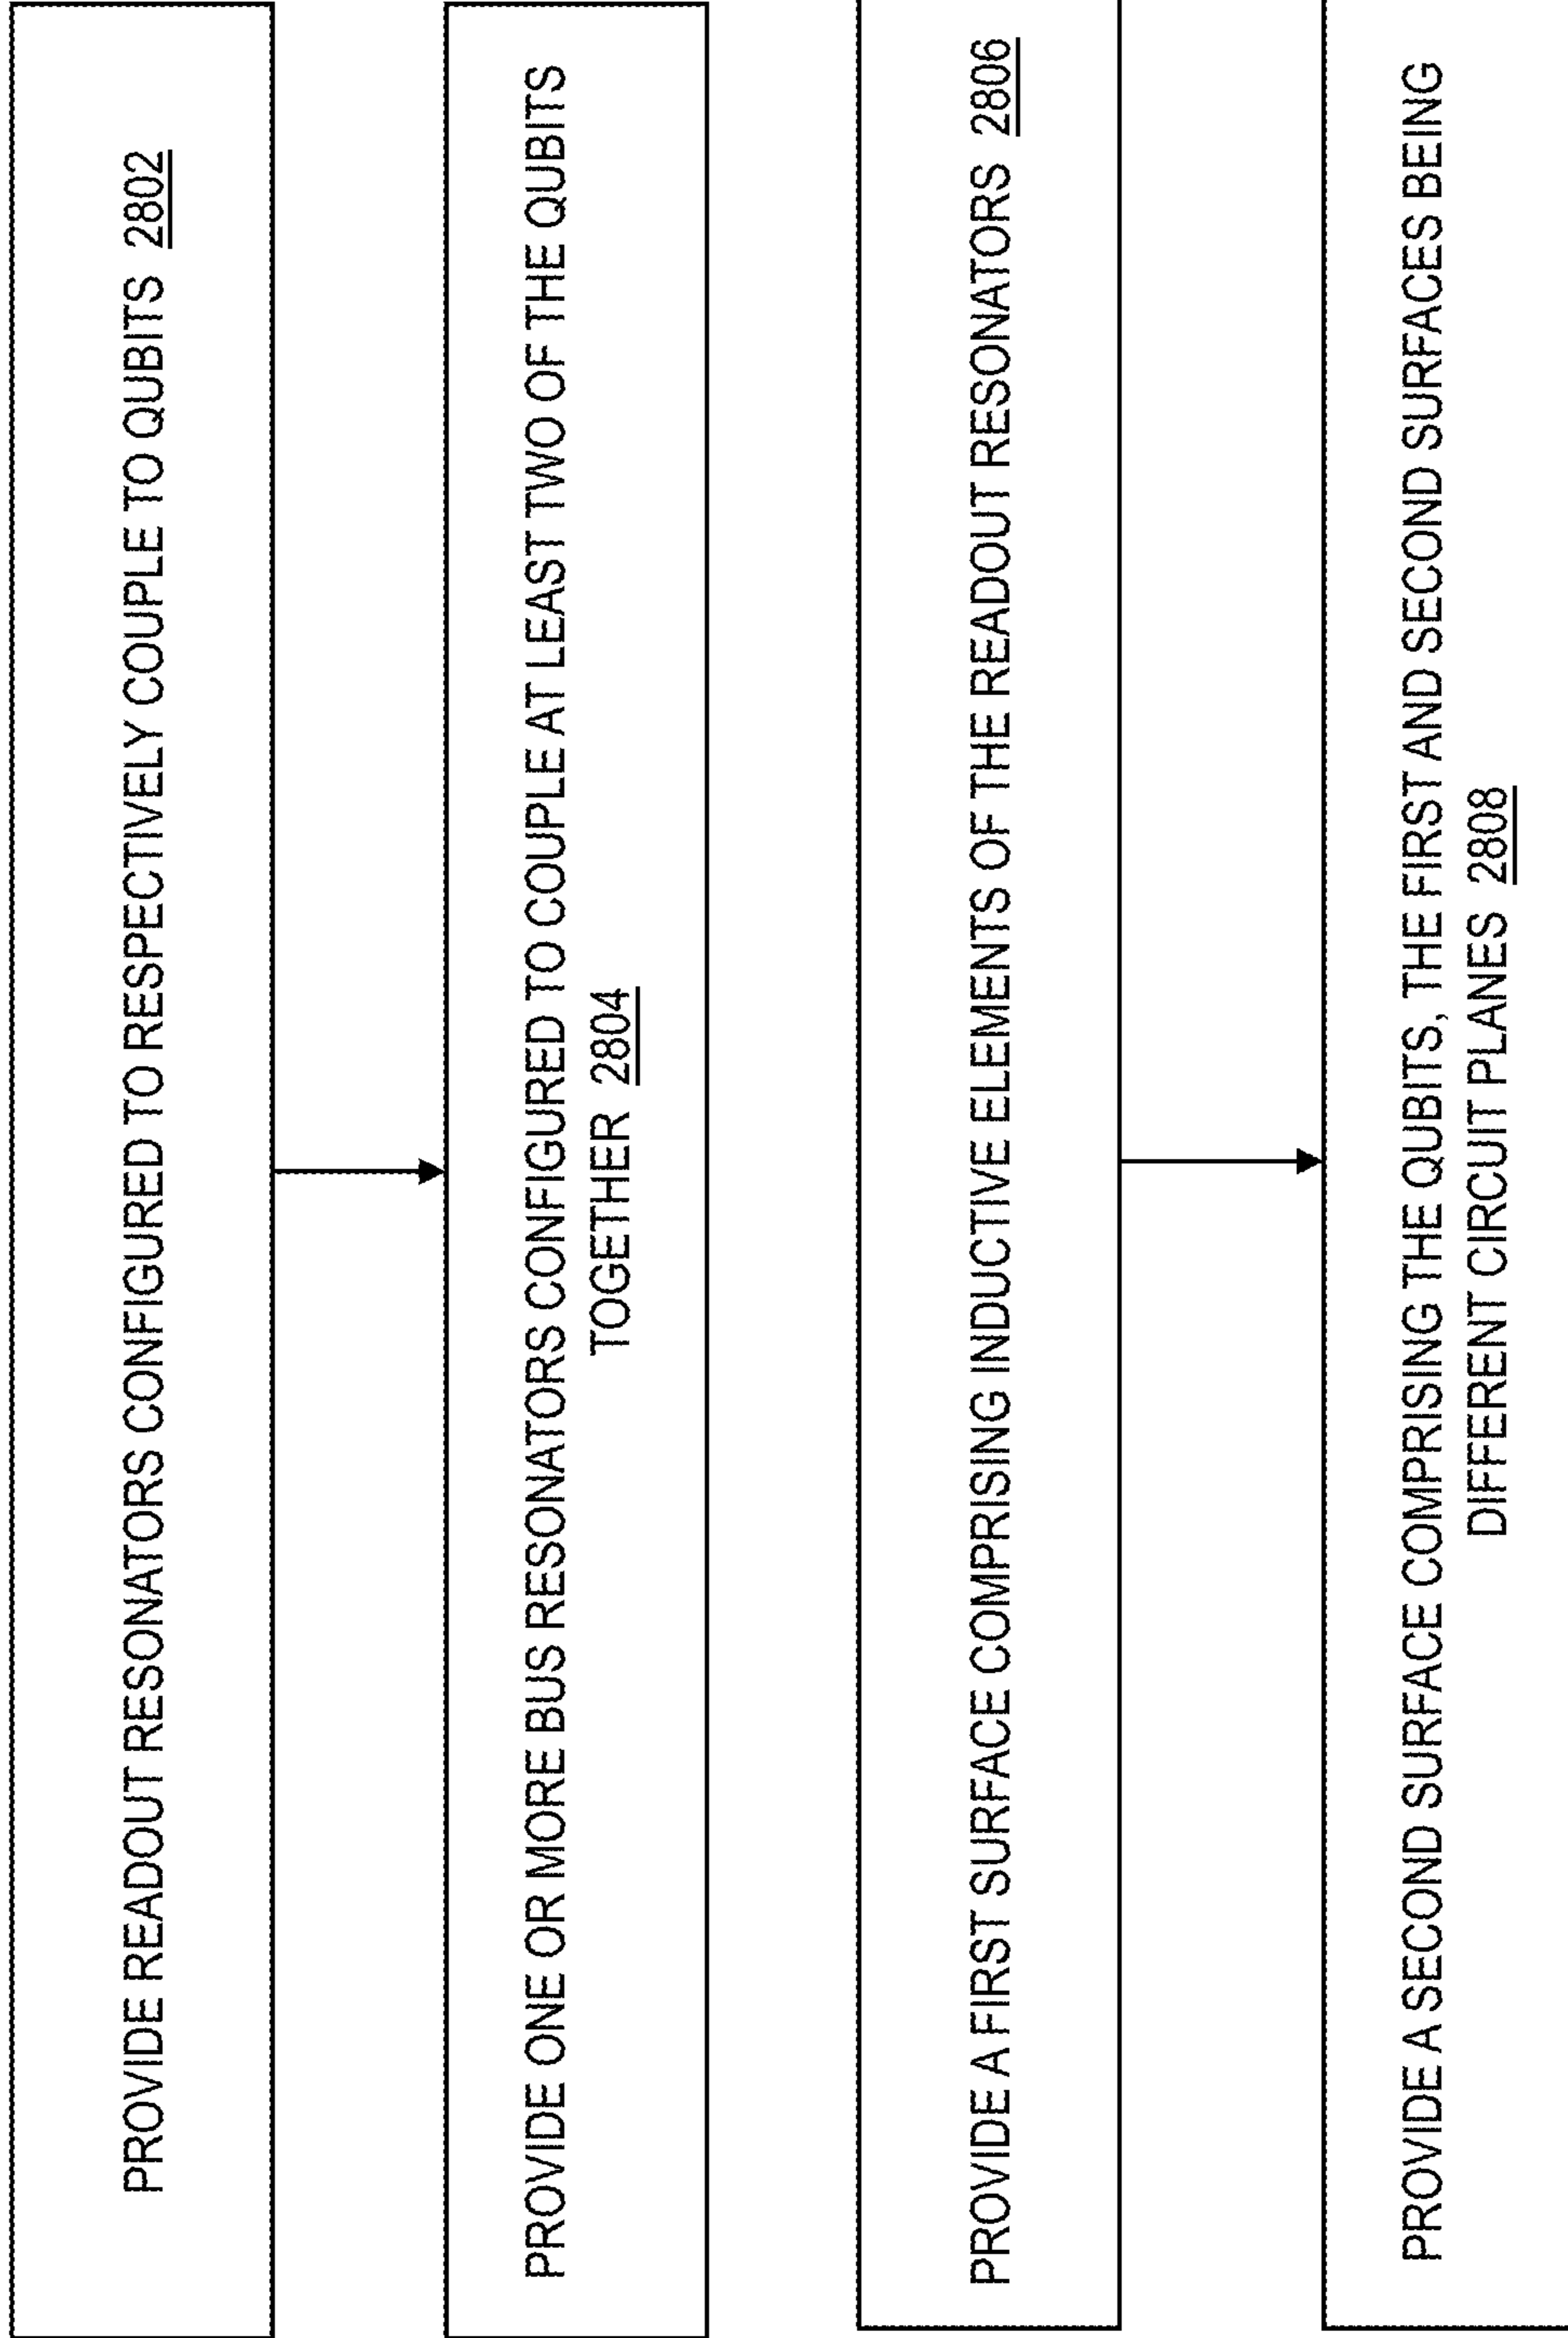 PROVIDE READOUT RESONATORS CONFIGURED TO RESPECTIVELY COUPLE TO QUBITS 2802
PROVIDE ONE OR MORE BUS RESONATORS CONFIGURED TO COUPLE AT LEAST TWO OF THE QUBITS
TOGETHER 2804
PROVIDE A FIRST SURFACE COMPRISING INDUCTIVE ELEMENTS OF THE READOUT RESONATORS 2806
PROVIDE A SECOND SURFACE COMPRISING THE QUBITS, THE FIRST AND SECOND SURFACES BEING
DIFFERENT CIRCUIT PLANES 2808